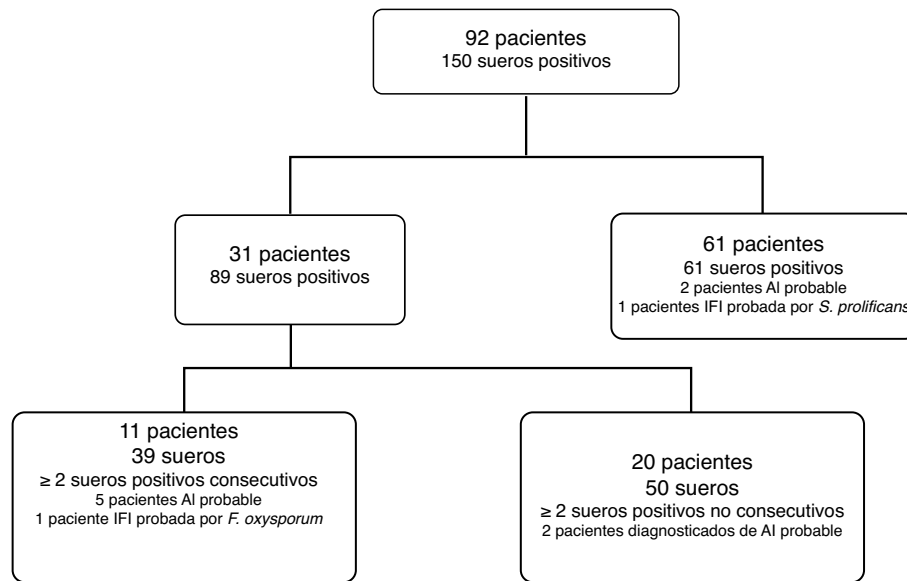 92 pacientes
150 sueros positivos
31 pacientes
89 sueros positivos
61 pacientes
61 sueros positivos
2 pacientes AI probable
1 pacientes IFI probada por S. prolificans
11 pacientes
39 sueros
≥ 2 sueros positivos consecutivos
5 pacientes AI probable
1 paciente IFI probada por F. oxysporum
20 pacientes
50 sueros
≥ 2 sueros positivos no consecutivos
2 pacientes diagnosticados de AI probable